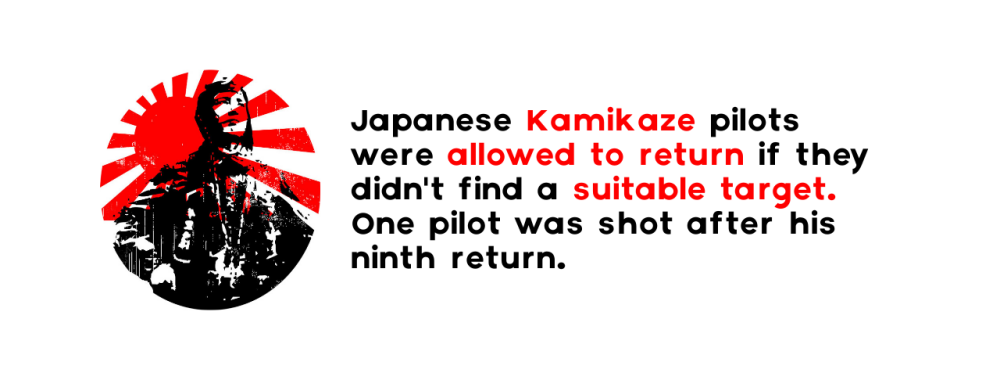 Japanese Kamikaze pilots
were allowed to return if they
didn't find a suitable target.
One pilot was shot after his
ninth return.